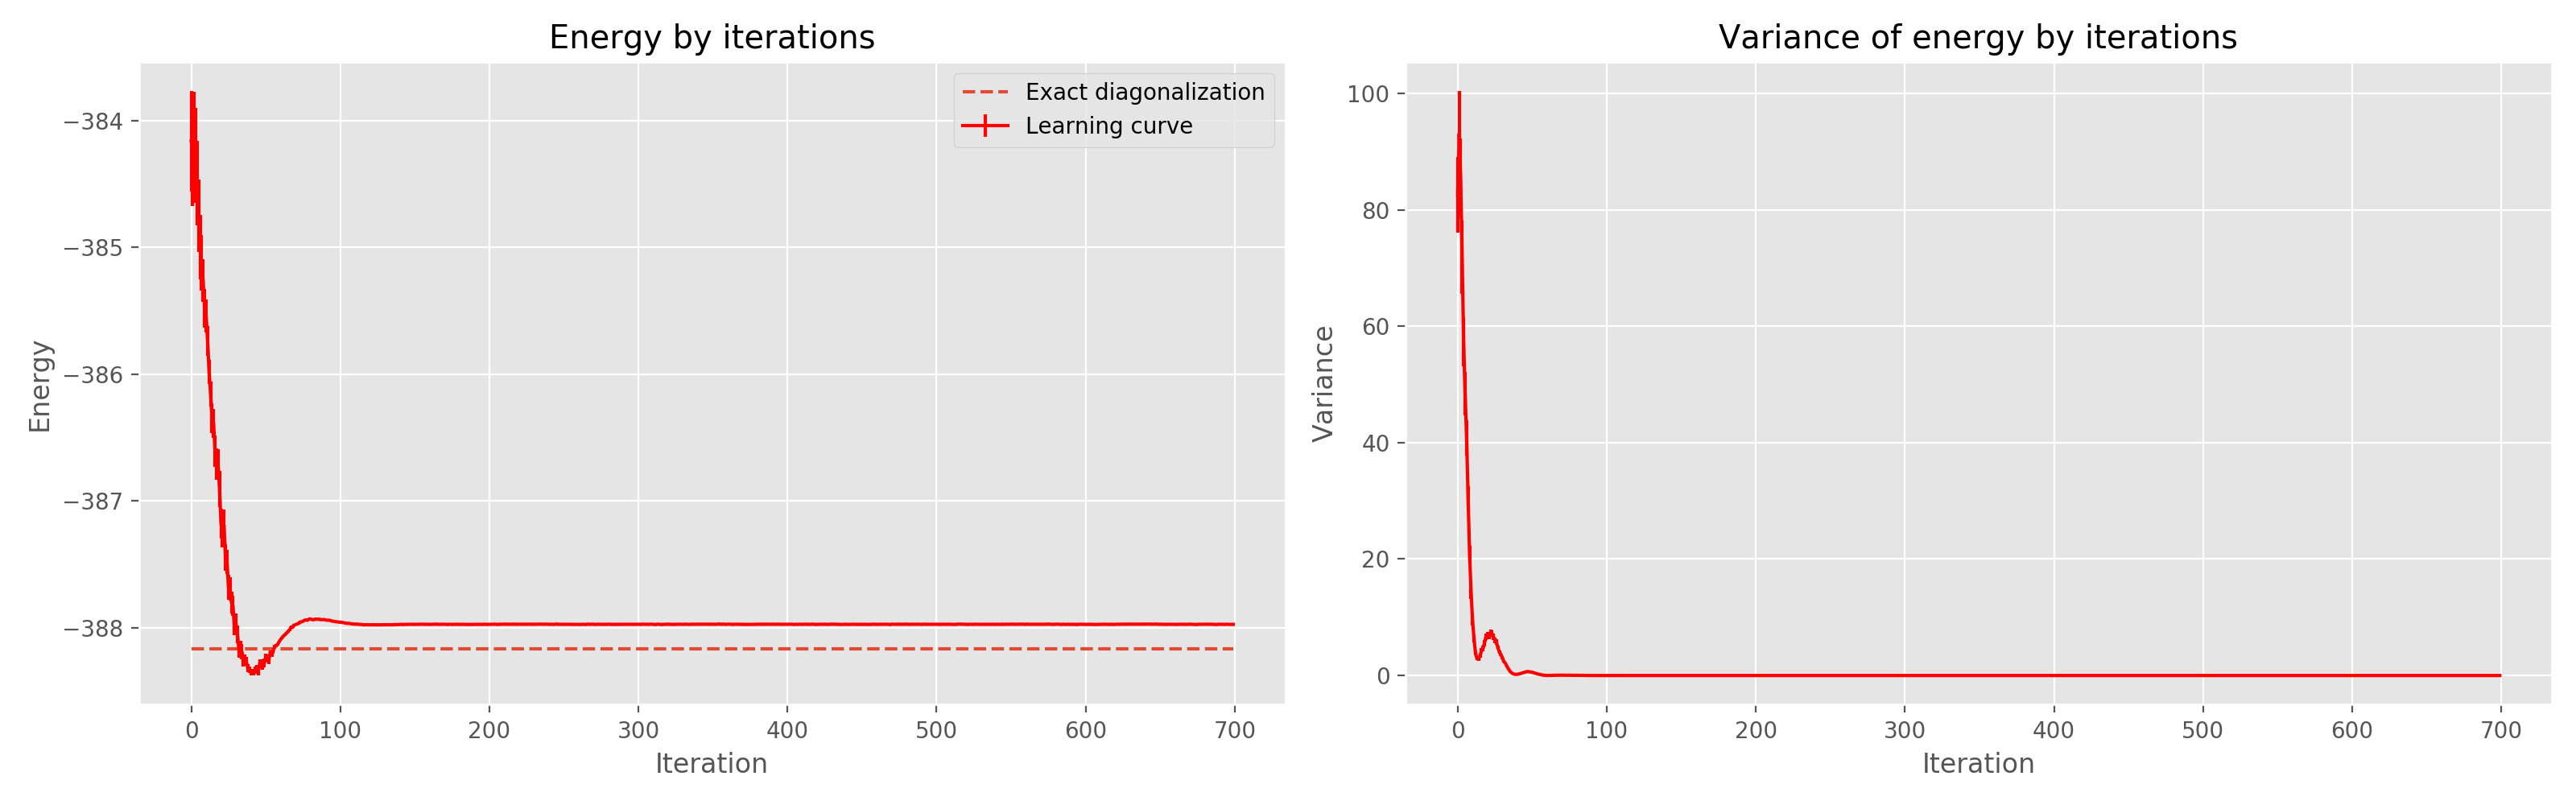 Energy by iterations
Exact diagonalization
Learning curve
−384
−385
−386
−387
−388
Energy
0 100 200 300 400 500 600 700
Iteration
Variance of energy by iterations
100
80
60
40
20
0
Variance
0 100 200 300 400 500 600 700
Iteration